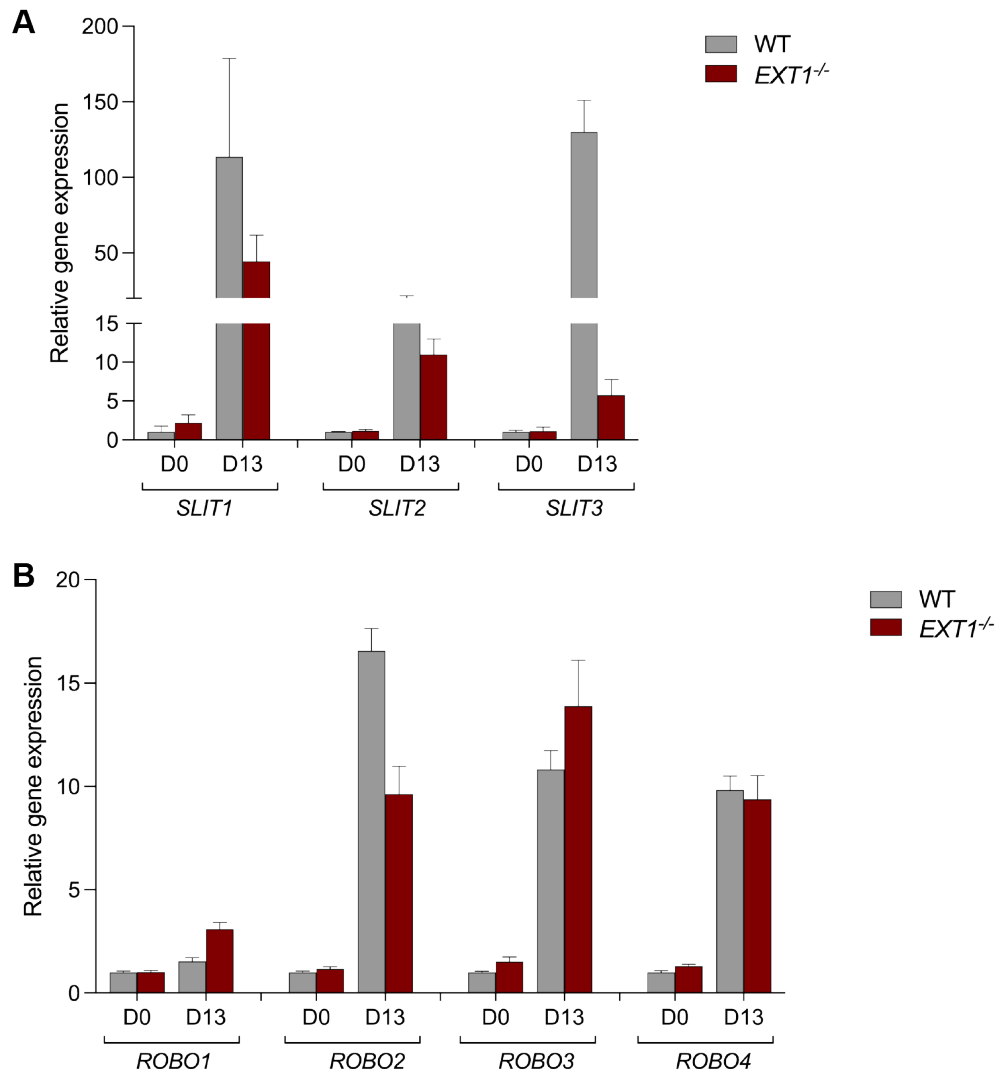 A
200
150
100
50
15
10
5
0
Relative gene expression
WT
EXT1-/-
D0 D13 D0 D13 D0 D13
SLIT1 SLIT2 SLIT3
B
20
15
10
5
0
Relative gene expression
WT
EXT1-/-
D0 D13 D0 D13 D0 D13 D0 D13
ROBO1 ROBO2 ROBO3 ROBO4